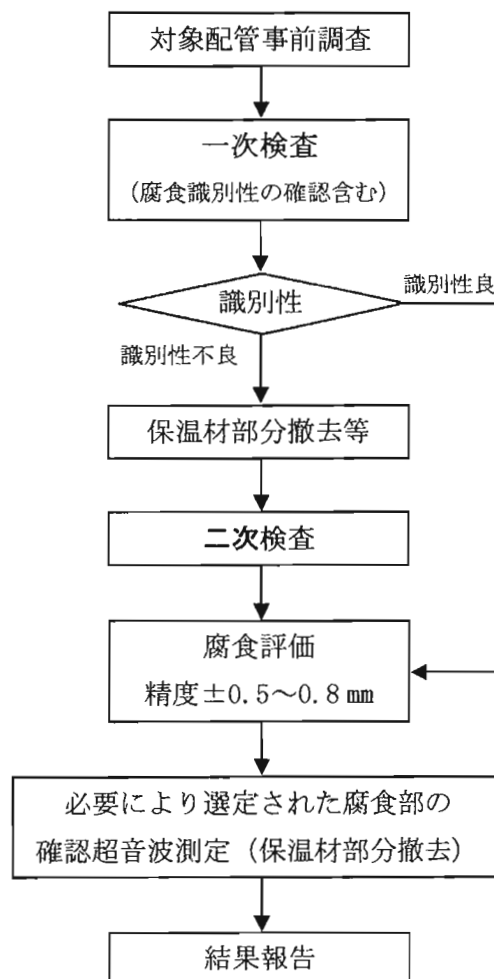 対象配管事前調査
一次検査
(腐食識別性の確認含む)
識別性
識別性良
識別性不良
保温材部分撤去等
二次検査
腐食評価
精度±0.5～0.8mm
必要により選定された腐食部の
確認超音波測定（保温材部分撤去）
結果報告